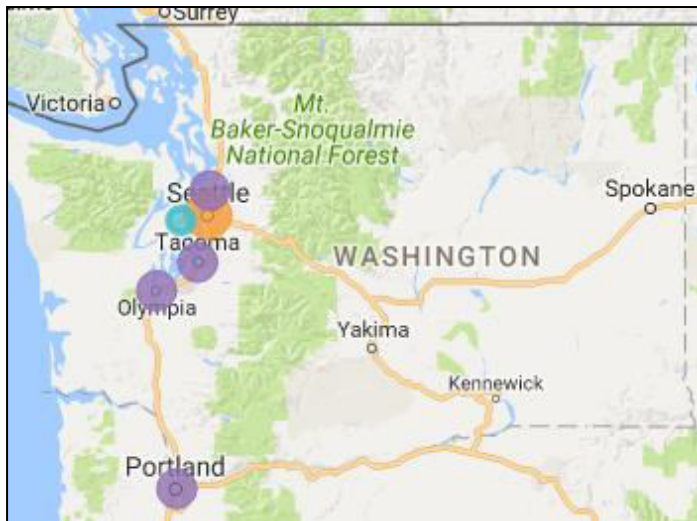 Surrey
Victoria
Mt.
Baker-Snoqualmie
National Forest
Seattle
Spokane
Tacoma
WASHINGTON
Olympia
Yakima
Kennewick
Portland